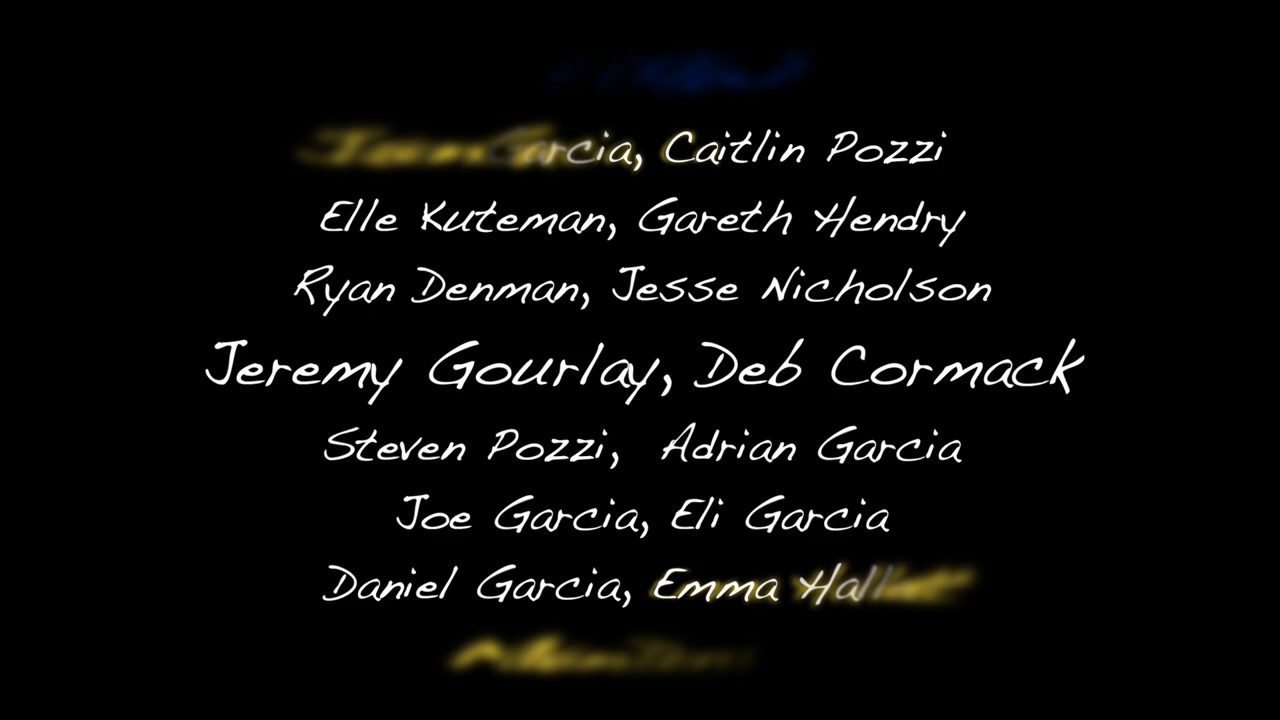 Garcia, Caitlin Pozzi
Elle Kuteman, Gareth Hendry
Ryan Denman, Jesse Nicholson
Jeremy Gourlay, Deb Cormack
Steven Pozzi, Adrian Garcia
Joe Garcia, Eli Garcia
Daniel Garcia, Emma